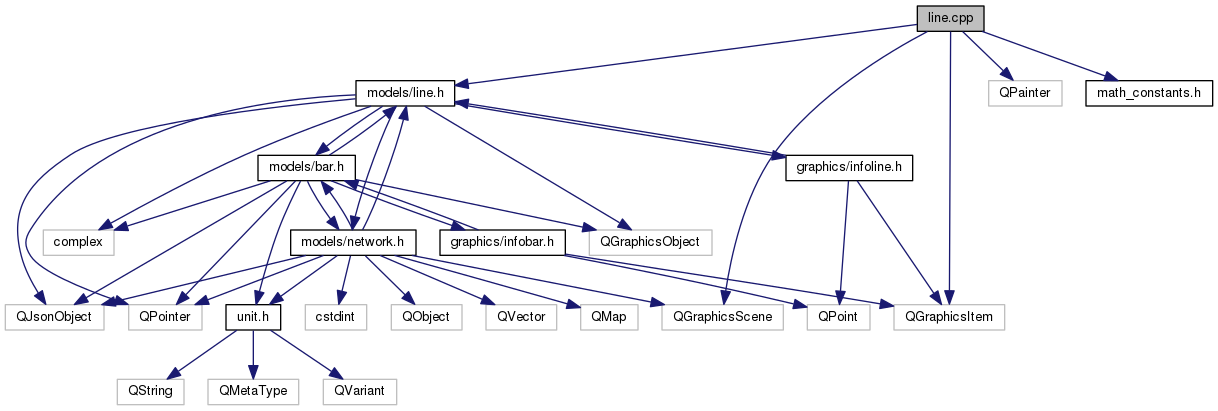 line.cpp
models/line.h
QPainter
math_constants.h
models/bar.h
graphics/infoline.h
complex
models/network.h
graphics/infobar.h
QGraphicsObject
QJsonObject
QPointer
unit.h
cstdint
QObject
QVector
QMap
QGraphicsScene
QPoint
QGraphicsItem
QString
QMetaType
QVariant